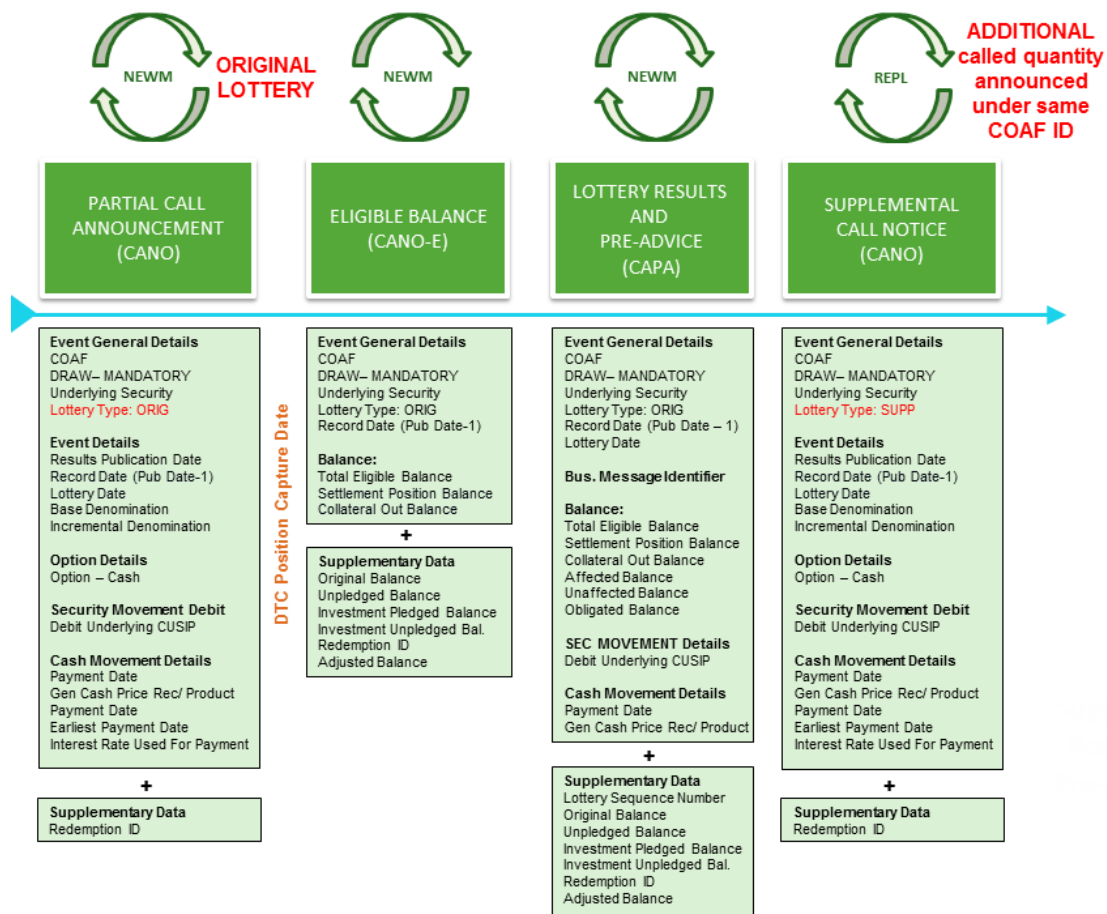 NEWM
ORIGINAL
LOTTERY
NEWM
NEWM
REPL
ADDITIONAL
called quantity
announced
under same
COAF ID
PARTIAL CALL
ANNOUNCEMENT
(CANO)
ELIGIBLE BALANCE
(CANO-E)
LOTTERY RESULTS
AND
PRE-ADVICE
(CAPA)
SUPPLEMENTAL
CALL NOTICE
(CANO)
Event General Details
COAF
DRAW– MANDATORY
Underlying Security
Lottery Type: ORIG
Event Details
Results Publication Date
Record Date (Pub Date-1)
Lottery Date
Base Denomination
Incremental Denomination
Option Details
Option – Cash
Security Movement Debit
Debit Underlying CUSIP
Cash Movement Details
Payment Date
Gen Cash Price Rec/ Product
Payment Date
Earliest Payment Date
Interest Rate Used For Payment
+
Supplementary Data
Redemption ID
DTC Position Capture Date
Event General Details
COAF
DRAW– MANDATORY
Underlying Security
Lottery Type: ORIG
Record Date (Pub Date-1)
Balance:
Total Eligible Balance
Settlement Position Balance
Collateral Out Balance
+
Supplementary Data
Original Balance
Unpledged Balance
Investment Pledged Balance
Investment Unpledged Bal.
Redemption ID
Adjusted Balance
Event General Details
COAF
DRAW– MANDATORY
Underlying Security
Lottery Type: ORIG
Record Date (Pub Date – 1)
Lottery Date
Bus. Message Identifier
Balance:
Total Eligible Balance
Settlement Position Balance
Collateral Out Balance
Affected Balance
Unaffected Balance
Obligated Balance
SEC MOVEMENT Details
Debit Underlying CUSIP
Cash Movement Details
Payment Date
Gen Cash Price Rec/ Product
+
Supplementary Data
Lottery Sequence Number
Original Balance
Unpledged Balance
Investment Pledged Balance
Investment Unpledged Bal.
Redemption ID
Adjusted Balance
Event General Details
COAF
DRAW– MANDATORY
Underlying Security
Lottery Type: SUPP
Event Details
Results Publication Date
Record Date (Pub Date-1)
Lottery Date
Base Denomination
Incremental Denomination
Option Details
Option – Cash
Security Movement Debit
Debit Underlying CUSIP
Cash Movement Details
Payment Date
Gen Cash Price Rec/ Product
Payment Date
Earliest Payment Date
Interest Rate Used For Payment
+
Supplementary Data
Redemption ID